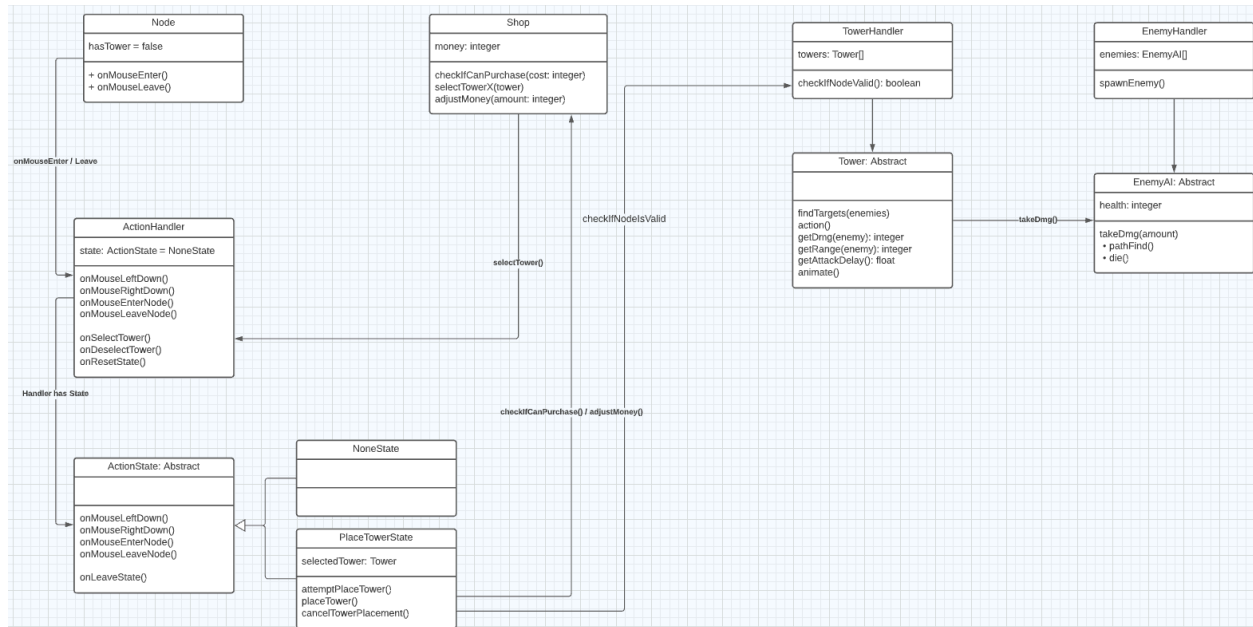 Node
hasTower = false
+ onMouseEnter()
+ onMouseLeave()
Shop
money: integer
checkIfCanPurchase(cost: integer)
selectTowerX(tower)
adjustMoney(amount: integer)
TowerHandler
towers: Tower[]
checkIfNodeValid(): boolean
EnemyHandler
enemies: EnemyAI[]
spawnEnemy()
onMouseEnter / Leave
Tower: Abstract
findTargets(enemies)
action()
getDmg(enemy): integer
getRange(enemy): integer
getAttackDelay(): float
animate()
takeDmg()
EnemyAI: Abstract
health: integer
takeDmg(amount)
• pathFind()
• die()
checkIfNodeIsValid
ActionHandler
state: ActionState = NoneState
onMouseLeftDown()
onMouseRightDown()
onMouseEnterNode()
onMouseLeaveNode()
onSelectTower()
onDeselectTower()
onResetState()
selectTower()
Handler has State
checkIfCanPurchase() / adjustMoney()
ActionState: Abstract
onMouseLeftDown()
onMouseRightDown()
onMouseEnterNode()
onMouseLeaveNode()
onLeaveState()
NoneState
PlaceTowerState
selectedTower: Tower
attemptPlaceTower()
placeTower()
cancelTowerPlacement()